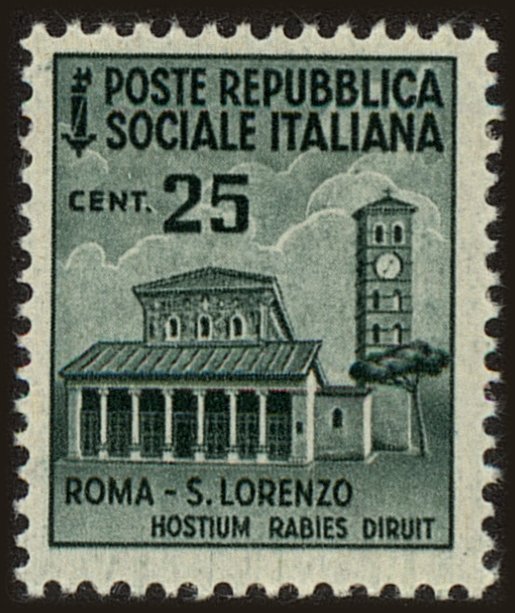 POSTE REPUBBLICA
SOCIALE ITALIANA
CENT. 25
ROMA - S. LORENZO
HOSTIUM RABIES DIRUIT